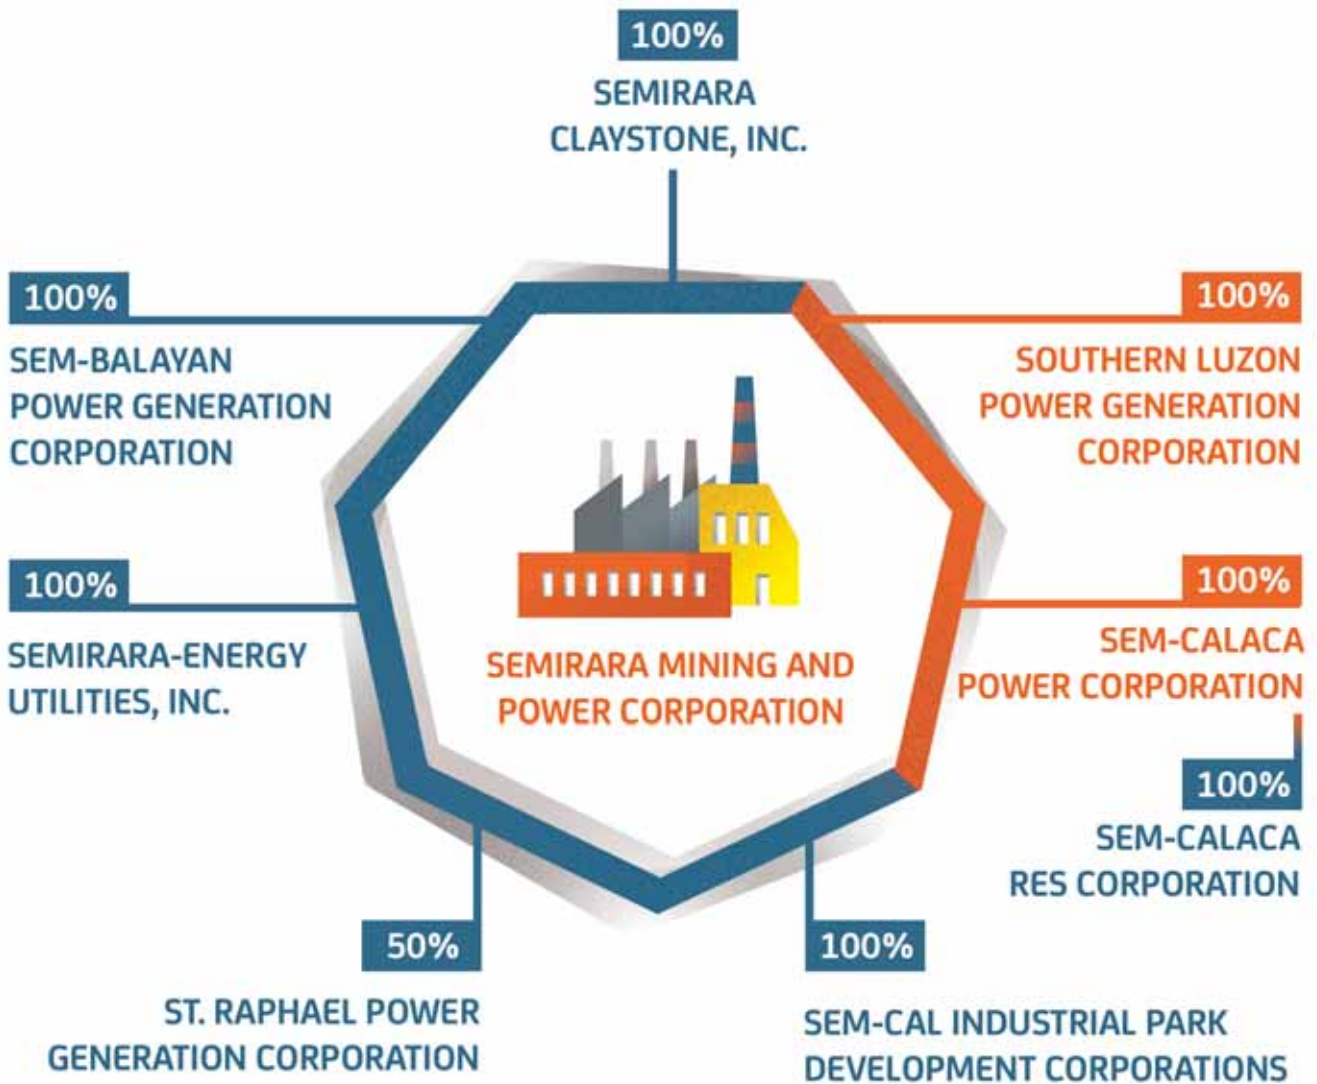 100%
SEMIRARA
CLAYSTONE, INC.
100%
SEM-BALAYAN
POWER GENERATION
CORPORATION
100%
SOUTHERN LUZON
POWER GENERATION
CORPORATION
100%
SEMIRARA-ENERGY
UTILITIES, INC.
SEMIRARA MINING AND
POWER CORPORATION
100%
SEM-CALACA
POWER CORPORATION
100%
SEM-CALACA
RES CORPORATION
50%
ST. RAPHAEL POWER
GENERATION CORPORATION
100%
SEM-CAL INDUSTRIAL PARK
DEVELOPMENT CORPORATIONS